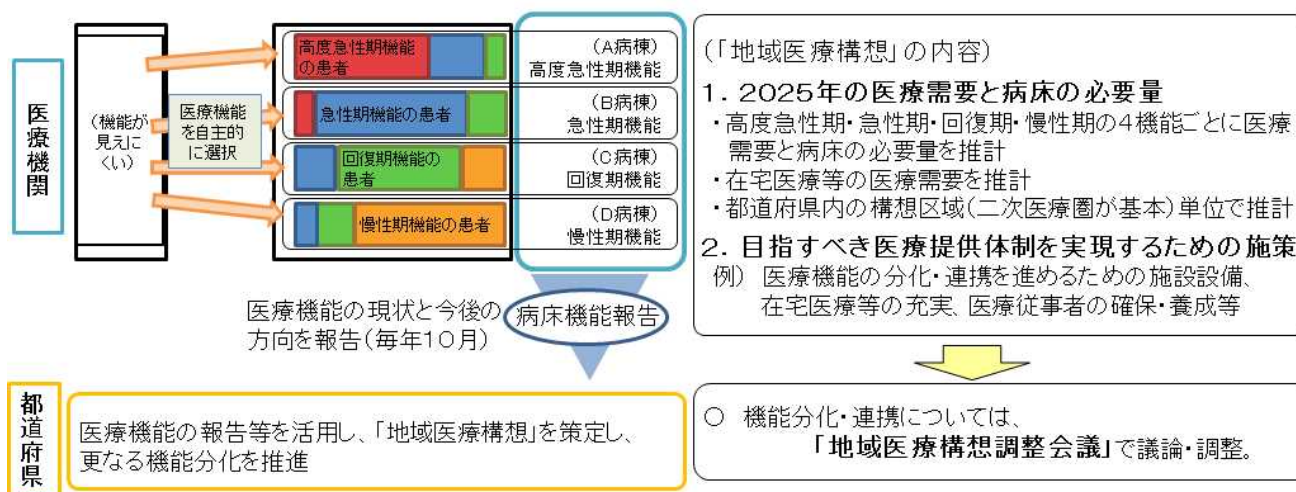 医療機関
(機能が
見えに
くい)
医療機能
を自主的
に選択
高度急性期機能
の患者
(A病棟)
高度急性期機能
急性期機能の患者
(B病棟)
急性期機能
回復期機能の
患者
(C病棟)
回復期機能
慢性期機能の患者
(D病棟)
慢性期機能
医療機能の現状と今後の
方向を報告(毎年10月)
病床機能報告
(「地域医療構想」の内容)
1.2025年の医療需要と病床の必要量
・高度急性期・急性期・回復期・慢性期の4機能ごとに医療
需要と病床の必要量を推計
・在宅医療等の医療需要を推計
・都道府県内の構想区域(二次医療圏が基本)単位で推計
2.目指すべき医療提供体制を実現するための施策
例) 医療機能の分化・連携を進めるための施設設備、
在宅医療等の充実、医療従事者の確保・養成等
都道府県
医療機能の報告等を活用し、「地域医療構想」を策定し、
更なる機能分化を推進
○ 機能分化・連携については、
「地域医療構想調整会議」で議論・調整。